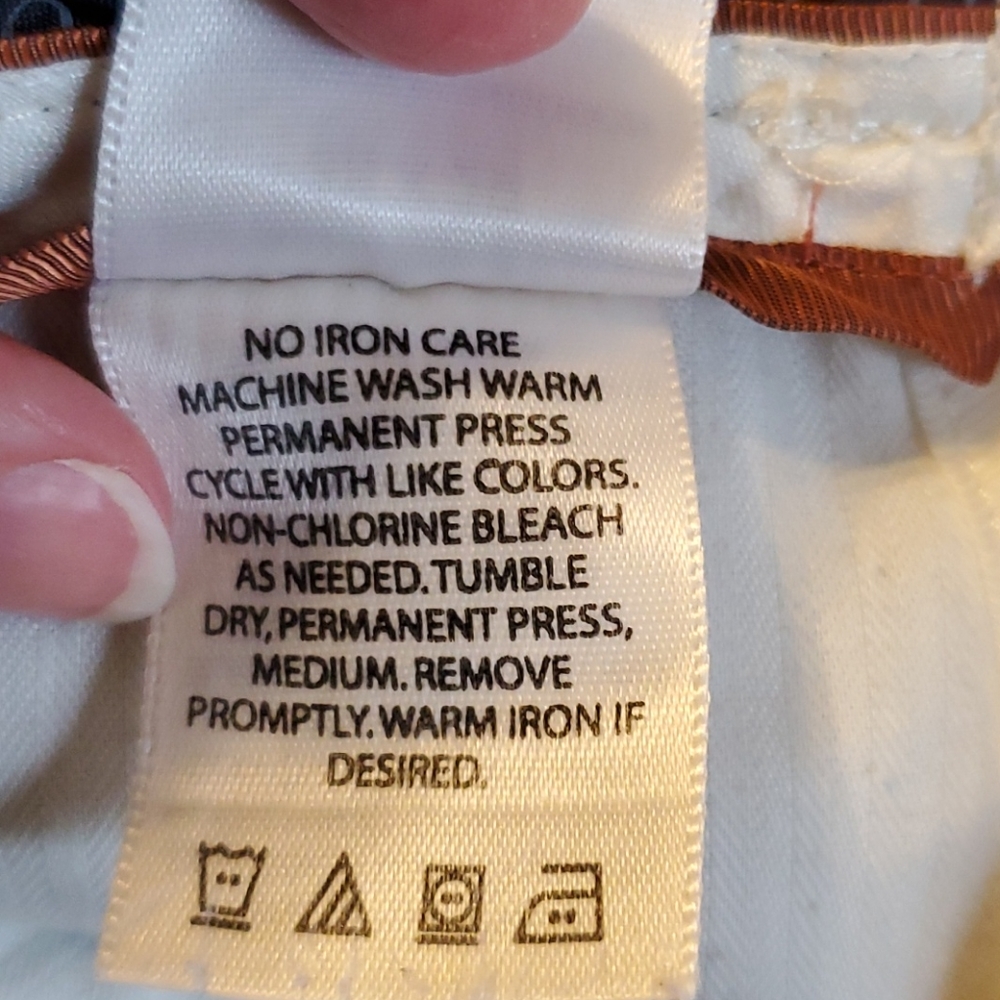 NO IRON CARE
MACHINE WASH WARM
PERMANENT PRESS
CYCLE WITH LIKE COLORS.
NON-CHLORINE BLEACH
AS NEEDED. TUMBLE
DRY, PERMANENT PRESS,
MEDIUM. REMOVE
PROMPTLY. WARM IRON IF
DESIRED.